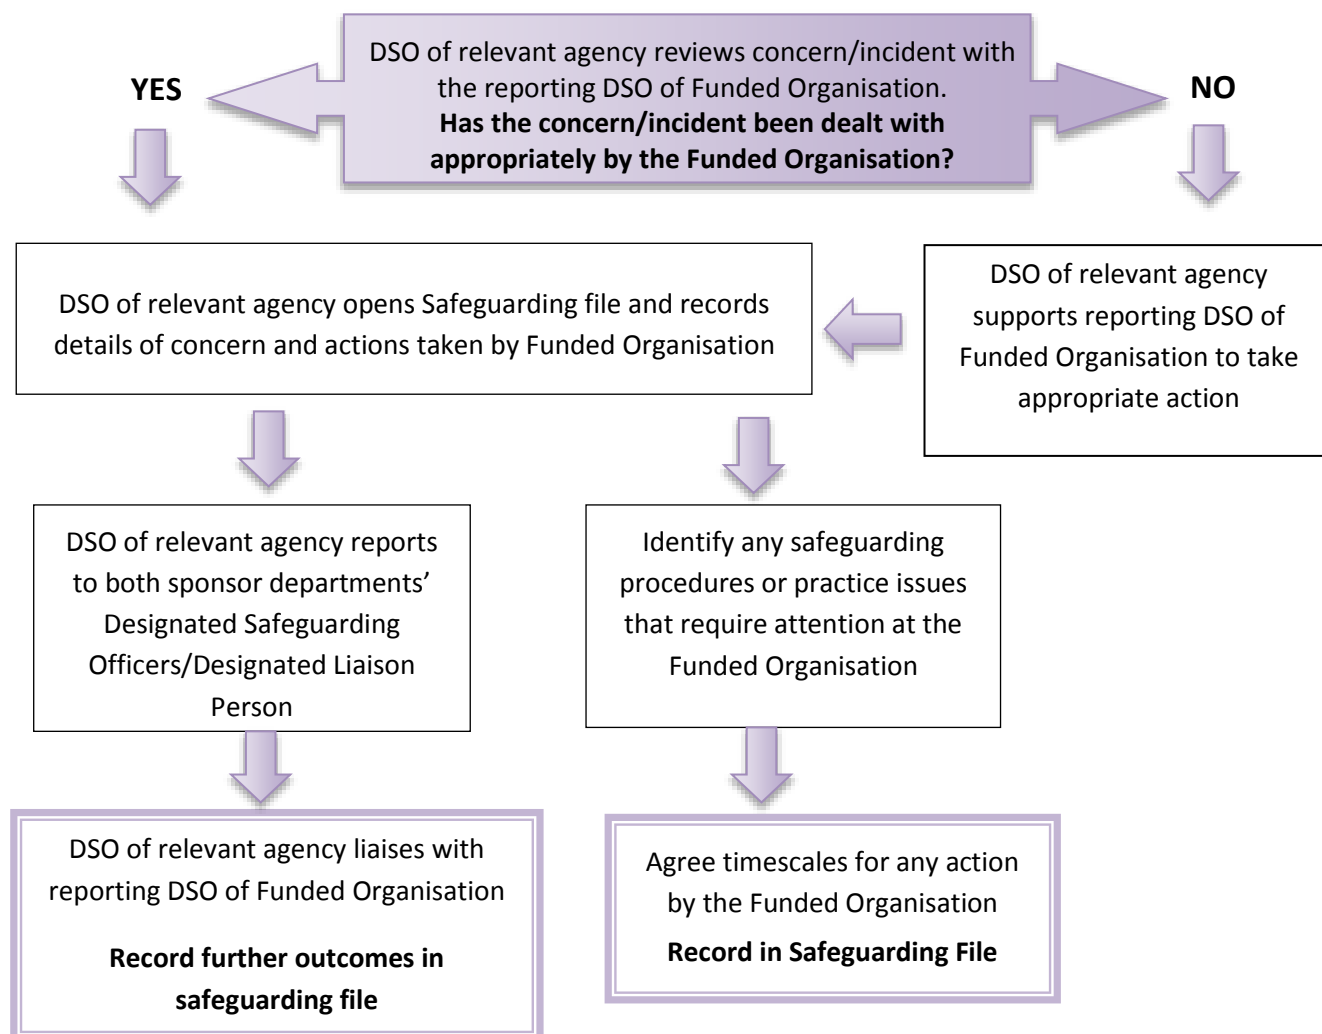 DSO of relevant agency reviews concern/incident with
the reporting DSO of Funded Organisation.
Has the concern/incident been dealt with
appropriately by the Funded Organisation?
YES
NO
DSO of relevant agency opens Safeguarding file and records
details of concern and actions taken by Funded Organisation
DSO of relevant agency
supports reporting DSO of
Funded Organisation to take
appropriate action
DSO of relevant agency reports
to both sponsor departments’
Designated Safeguarding
Officers/Designated Liaison
Person
Identify any safeguarding
procedures or practice issues
that require attention at the
Funded Organisation
DSO of relevant agency liaises with
reporting DSO of Funded Organisation
Record further outcomes in
safeguarding file
Agree timescales for any action
by the Funded Organisation
Record in Safeguarding File